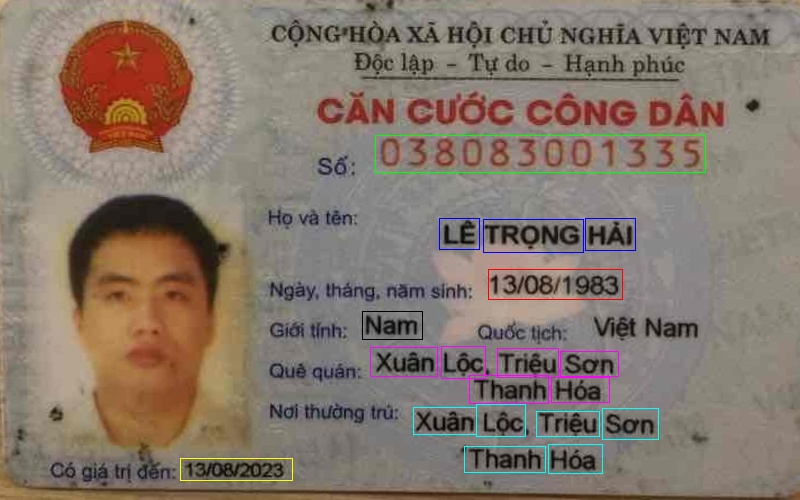 CỘNG HÒA XÃ HỘI CHỦ NGHĨA VIỆT NAM
Độc lập - Tự do - Hạnh phúc
CĂN CƯỚC CÔNG DÂN
Số: 038083001335
Họ và tên:
LÊ TRỌNG HẢI
Ngày, tháng, năm sinh: 13/08/1983
Giới tính: Nam Quốc tịch: Việt Nam
Quê quán: Xuân Lộc, Triệu Sơn
Thanh Hóa
Nơi thường trú: Xuân Lộc, Triệu Sơn
Thanh Hóa
Có giá trị đến: 13/08/2023